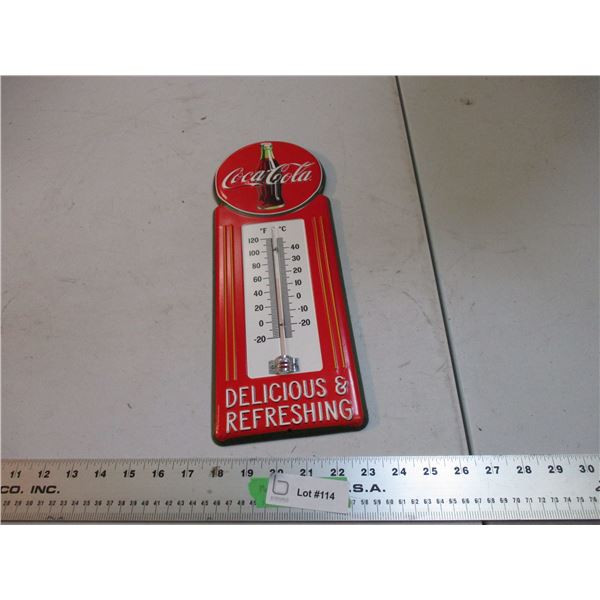 Coca-Cola
°F °C
120
100 40
80 30
60 20
40 10
20 0
0 -10
-20 -20
DELICIOUS &
REFRESHING
11 12 13 14 15 16 17 18 19 20 21 22 23 24 25 26 27 28 29 30
CO. INC. b Lot #114 .S.A.